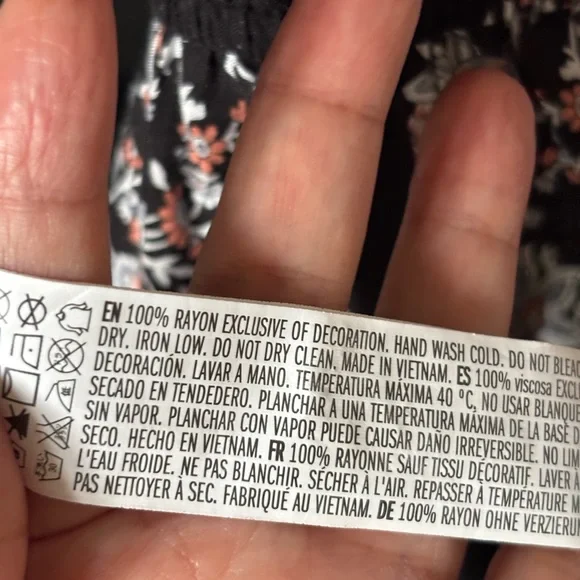 EN 100% RAYON EXCLUSIVE OF DECORATION. HAND WASH COLD. DO NOT BLEAC
DRY. IRON LOW. DO NOT DRY CLEAN. MADE IN VIETNAM. ES 100% viscosa EXCL
DECORACIÓN. LAVAR A MANO. TEMPERATURA MÁXIMA 40 ºC, NO USAR BLANQUE
SECADO EN TENDEDERO. PLANCHAR A UNA TEMPERATURA MÁXIMA DE LA BASE D
SIN VAPOR. PLANCHAR CON VAPOR PUEDE CAUSAR DAÑO IRREVERSIBLE. NO LIM
SECO. HECHO EN VIETNAM. FR 100% RAYONNE SAUF TISSU DÉCORATIF. LAVER À
L'EAU FROIDE. NE PAS BLANCHIR. SÉCHER À L'AIR. REPASSER À TEMPÉRATURE M
PAS NETTOYER À SEC. FABRIQUÉ AU VIETNAM. DE 100% RAYON OHNE VERZIERUN